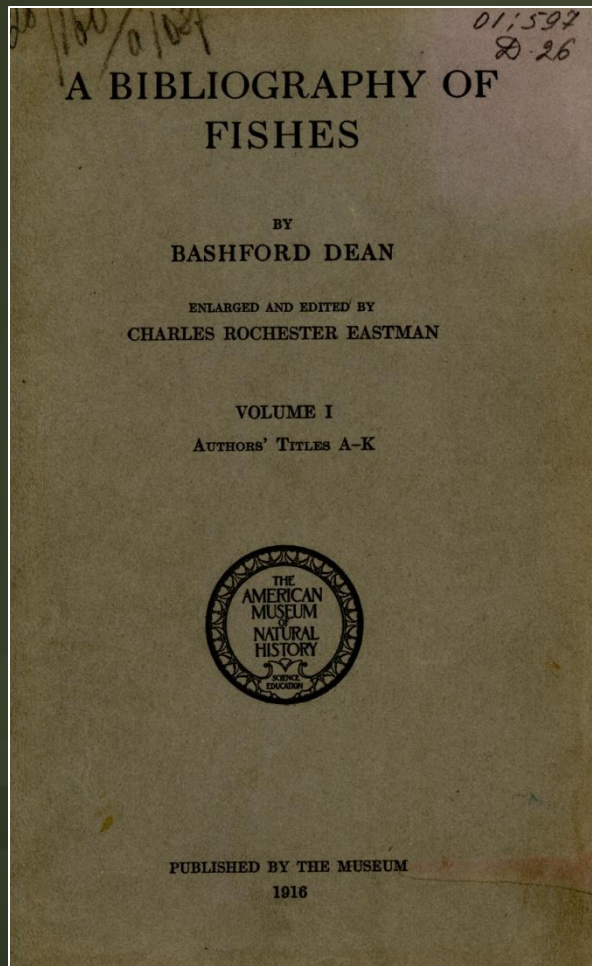 01;597
D-26
A BIBLIOGRAPHY OF
FISHES
BY
BASHFORD DEAN
ENLARGED AND EDITED BY
CHARLES ROCHESTER EASTMAN
VOLUME I
AUTHORS' TITLES A–K
THE
AMERICAN
MUSEUM
OF
NATURAL
HISTORY
SCIENCE
EDUCATION
PUBLISHED BY THE MUSEUM
1916